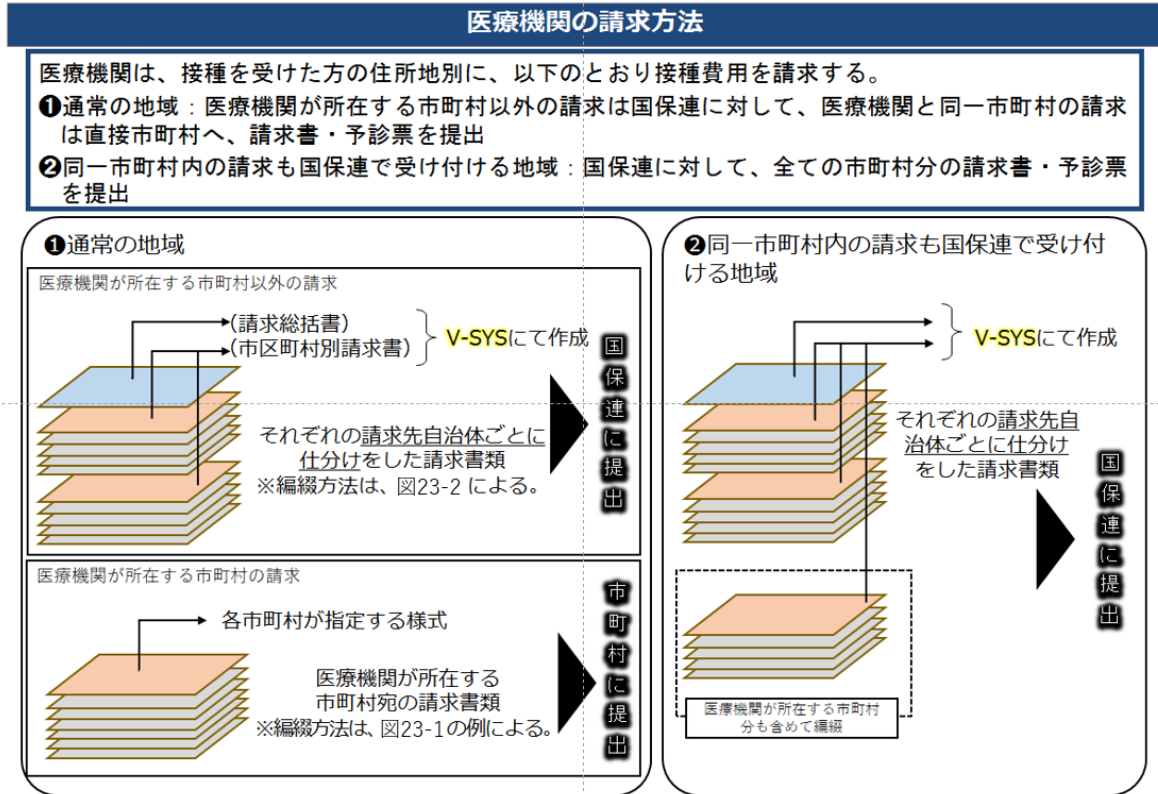 医療機関の請求方法
医療機関は、接種を受けた方の住所地別に、以下のとおり接種費用を請求する。
❶通常の地域：医療機関が所在する市町村以外の請求は国保連に対して、医療機関と同一市町村の請求
は直接市町村へ、請求書・予診票を提出
❷同一市町村内の請求も国保連で受け付ける地域：国保連に対して、全ての市町村分の請求書・予診票
を提出
❶通常の地域
医療機関が所在する市町村以外の請求
(請求総括書)
(市区町村別請求書)
V-SYSにて作成
それぞれの請求先自治体ごとに
仕分けをした請求書類
※編綴方法は、図23-2 による。
国保連に提出
医療機関が所在する市町村の請求
各市町村が指定する様式
医療機関が所在する
市町村宛の請求書類
※編綴方法は、図23-1の例による。
市町村に提出
❷同一市町村内の請求も国保連で受け付
ける地域
V-SYSにて作成
それぞれの請求先自
治体ごとに仕分け
をした請求書類
国保連に提出
医療機関が所在する市町村
分も含めて編綴